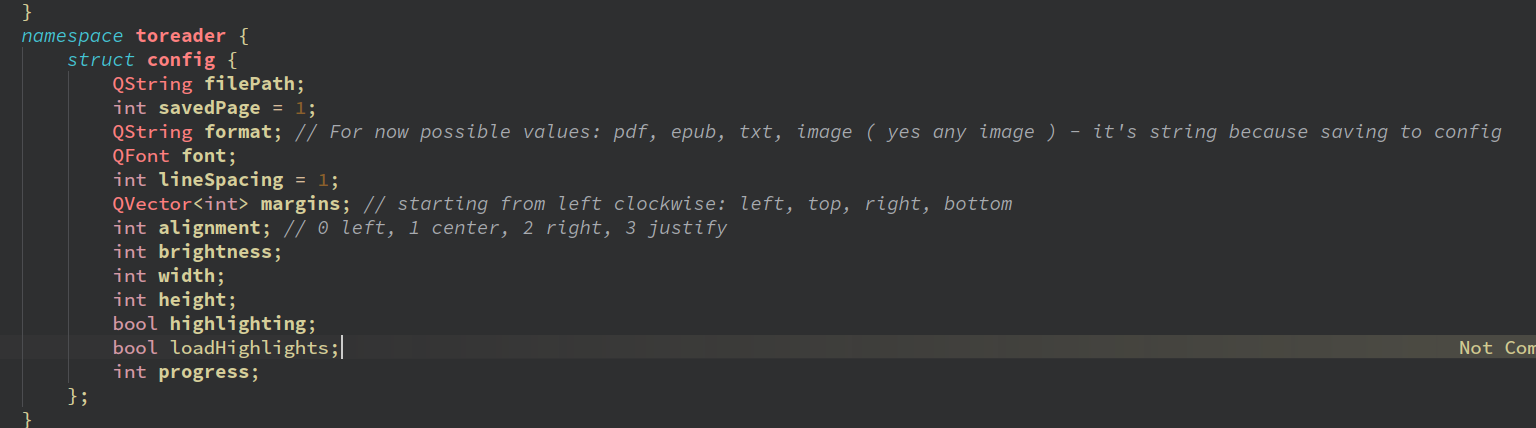 }
namespace toreader {
    struct config {
        QString filePath;
        int savedPage = 1;
        QString format; // For now possible values: pdf, epub, txt, image ( yes any image ) - it's string because saving to config
        QFont font;
        int lineSpacing = 1;
        QVector<int> margins; // starting from left clockwise: left, top, right, bottom
        int alignment; // 0 left, 1 center, 2 right, 3 justify
        int brightness;
        int width;
        int height;
        bool highlighting;
        bool loadHighlights; Not Com
        int progress;
    };
}